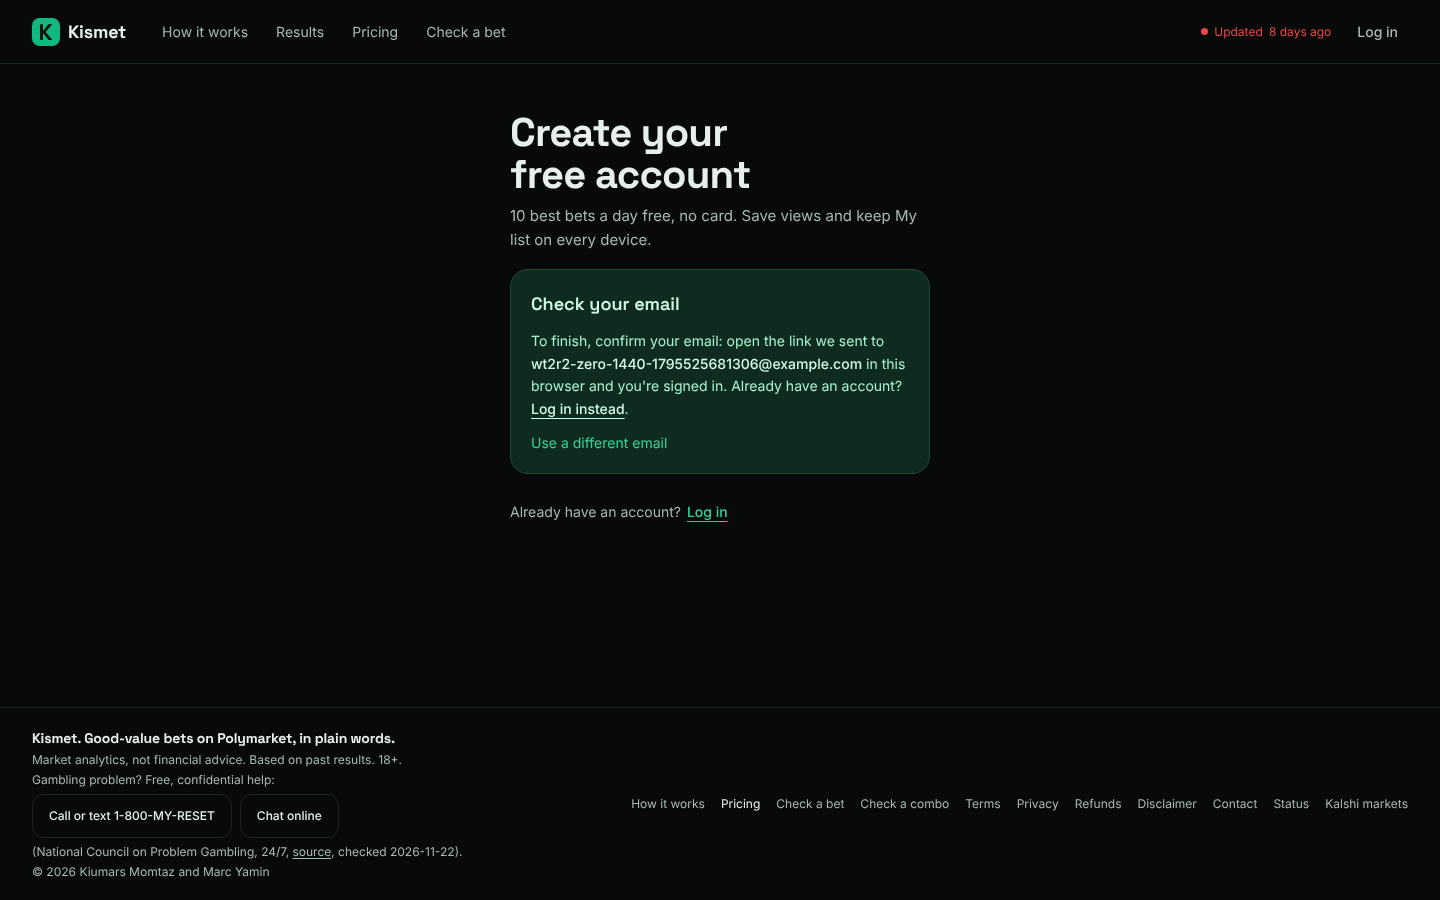 K Kismet How it works Results Pricing Check a bet Updated 8 days ago Log in
Create your
free account
10 best bets a day free, no card. Save views and keep My
list on every device.
Check your email
To finish, confirm your email: open the link we sent to
wt2r2-zero-1440-1795525681306@example.com in this
browser and you're signed in. Already have an account?
Log in instead.
Use a different email
Already have an account? Log in
Kismet. Good-value bets on Polymarket, in plain words.
Market analytics, not financial advice. Based on past results. 18+.
Gambling problem? Free, confidential help:
Call or text 1-800-MY-RESET Chat online
(National Council on Problem Gambling, 24/7, source, checked 2026-11-22).
© 2026 Kiumars Momtaz and Marc Yamin
How it works Pricing Check a bet Check a combo Terms Privacy Refunds Disclaimer Contact Status Kalshi markets